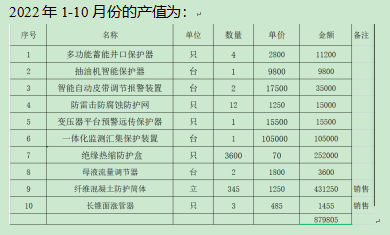 2022年1-10月份的产值为：
序号 名称 单位 数量 单价 金额 备注
1 多功能蓄能井口保护器 只 4 2800 11200
2 抽油机智能保护器 台 1 9800 9800
3 智能自动皮带调节报警装置 台 2 17500 35000
4 防雷击防腐蚀防护网 只 12 1250 15000
5 变压器平台预警远传保护器 只 1 15500 15500
6 一体化监测汇集保护装置 台 1 105000 105000
7 绝缘热缩防护盒 只 3600 70 252000
8 母液流量调节器 台 2 1800 3600
9 纤维混凝土防护简体 立 345 1250 431250 销售
10 长锥面涨管器 只 3 485 1455 销售
879805